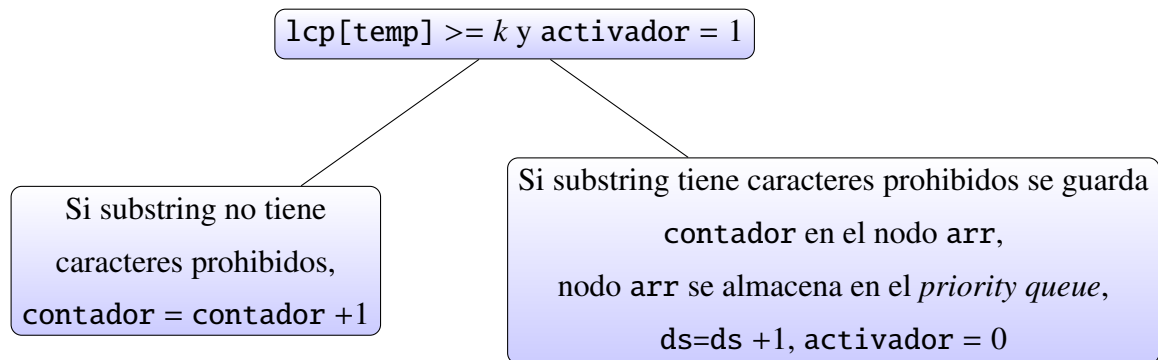 lcp[temp] >= k y activador = 1
Si substring no tiene
caracteres prohibidos,
contador = contador +1
Si substring tiene caracteres prohibidos se guarda
contador en el nodo arr,
nodo arr se almacena en el priority queue,
ds=ds +1, activador = 0